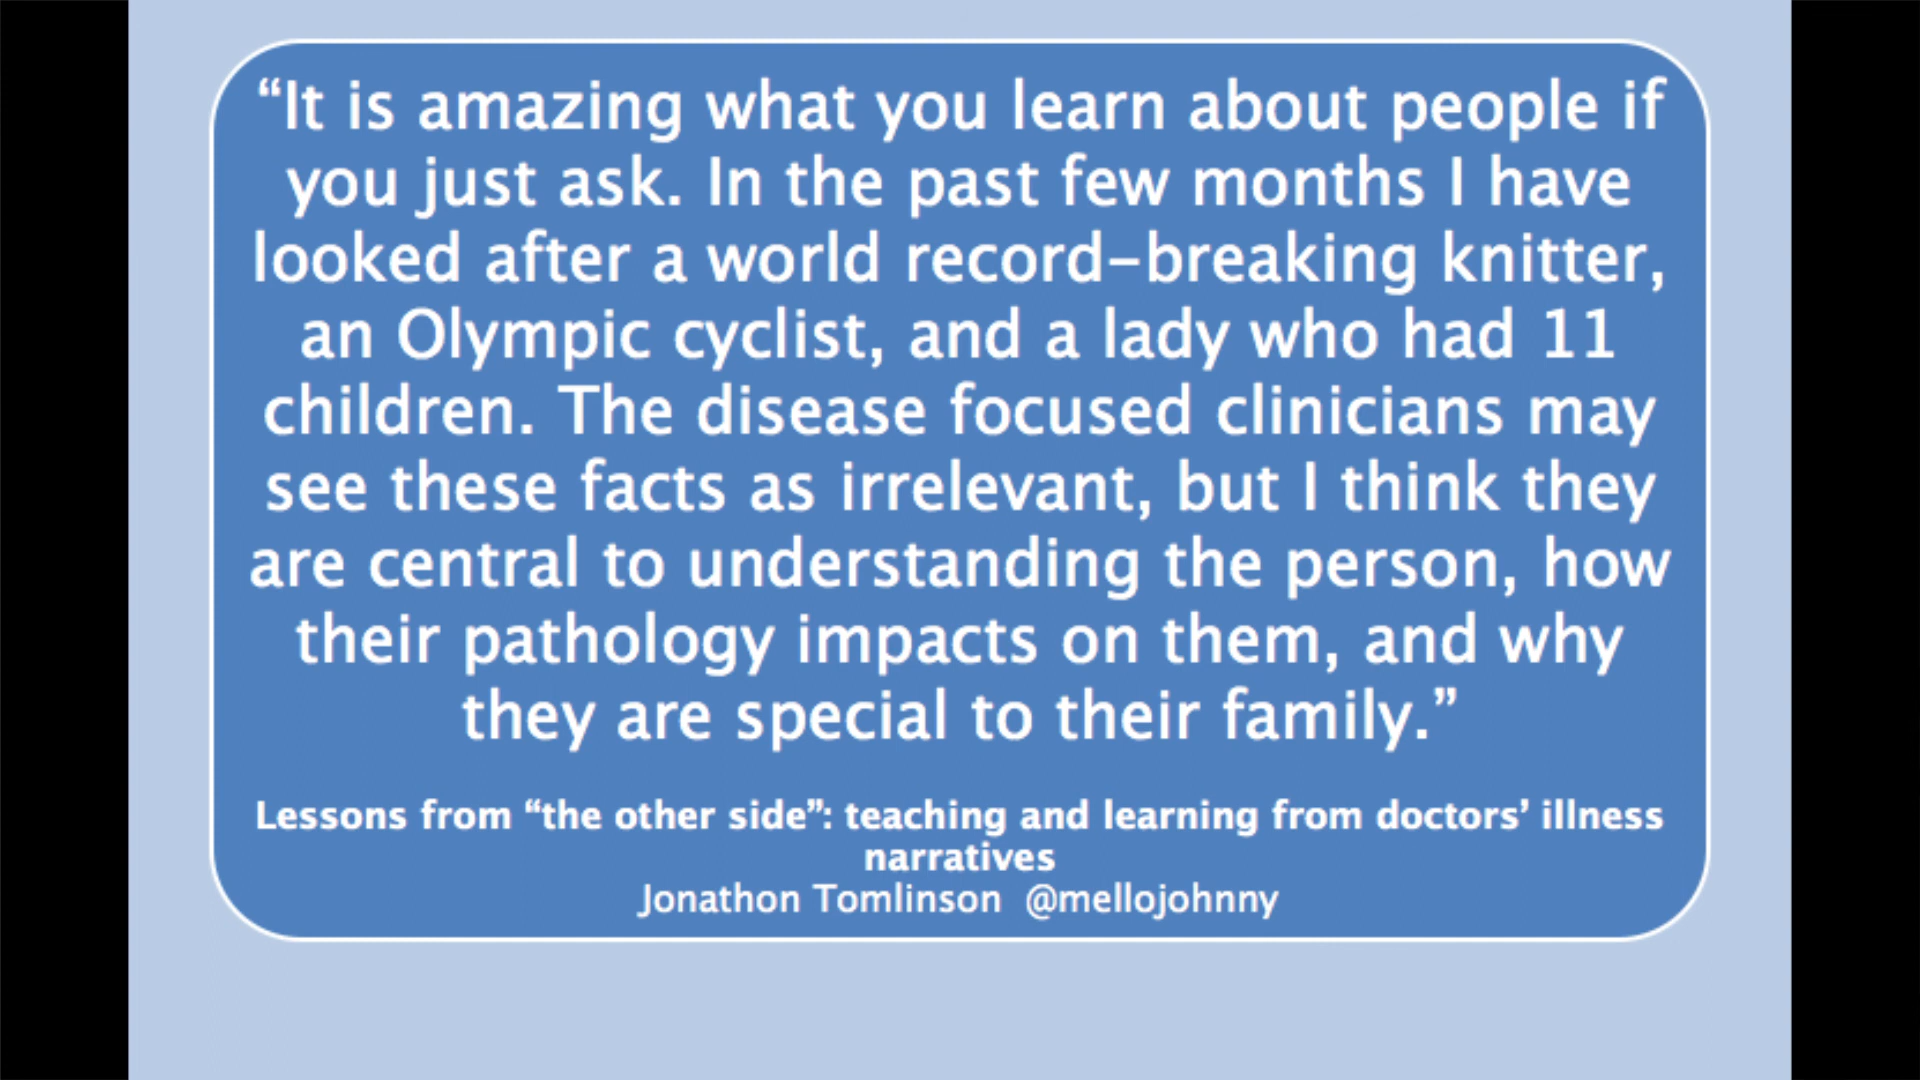 “It is amazing what you learn about people if
you just ask. In the past few months I have
looked after a world record-breaking knitter,
an Olympic cyclist, and a lady who had 11
children. The disease focused clinicians may
see these facts as irrelevant, but I think they
are central to understanding the person, how
their pathology impacts on them, and why
they are special to their family.”
Lessons from “the other side”: teaching and learning from doctors’ illness
narratives
Jonathon Tomlinson @mellojohnny